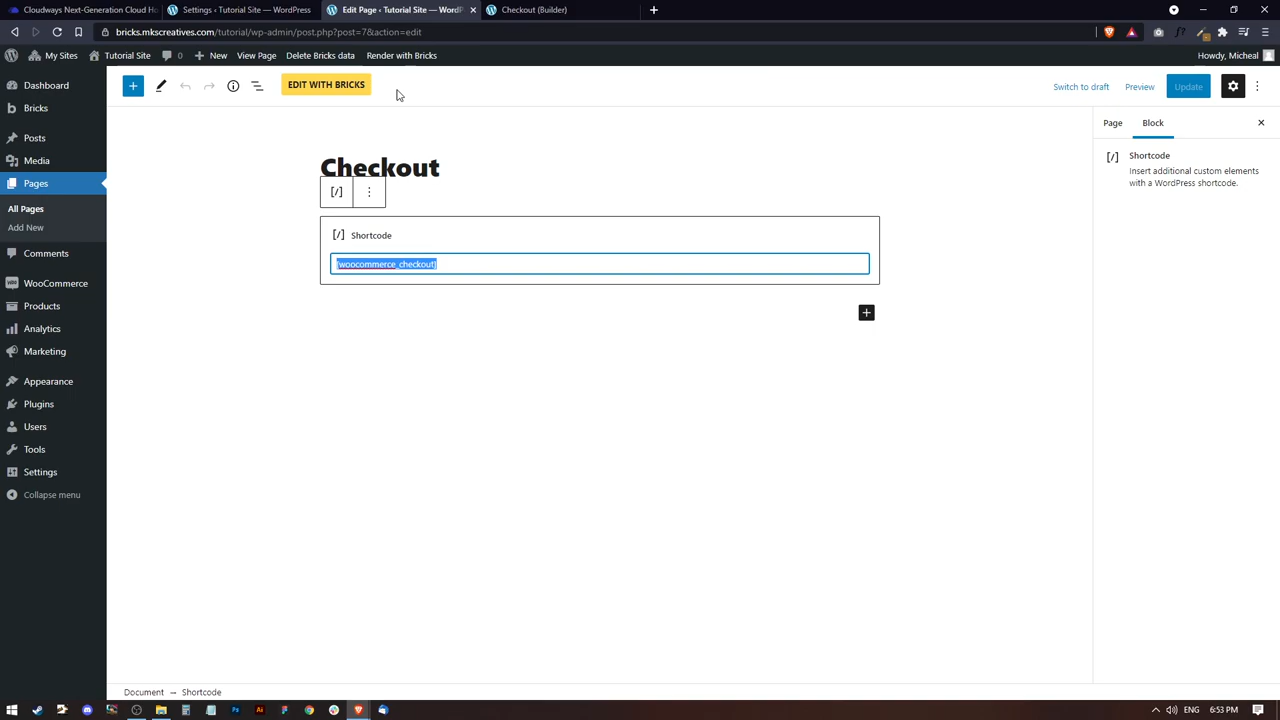 Cloudways Next-Generation Cloud Ho
Settings ‹ Tutorial Site — WordPress
Edit Page ‹ Tutorial Site — WordP
Checkout (Builder)
bricks.mkscreatives.com/tutorial/wp-admin/post.php?post=7&action=edit
My Sites
Tutorial Site
0
New
View Page
Delete Bricks data
Render with Bricks
Howdy, Micheal
Dashboard
Bricks
Posts
Media
Pages
All Pages
Add New
Comments
WooCommerce
Products
Analytics
Marketing
Appearance
Plugins
Users
Tools
Settings
Collapse menu
EDIT WITH BRICKS
Switch to draft
Preview
Update
Checkout
[/]
[/] Shortcode
[woocommerce_checkout]
Page
Block
[/] Shortcode
Insert additional custom elements
with a WordPress shortcode.
Document → Shortcode
Ps
Ai
ENG
6:53 PM